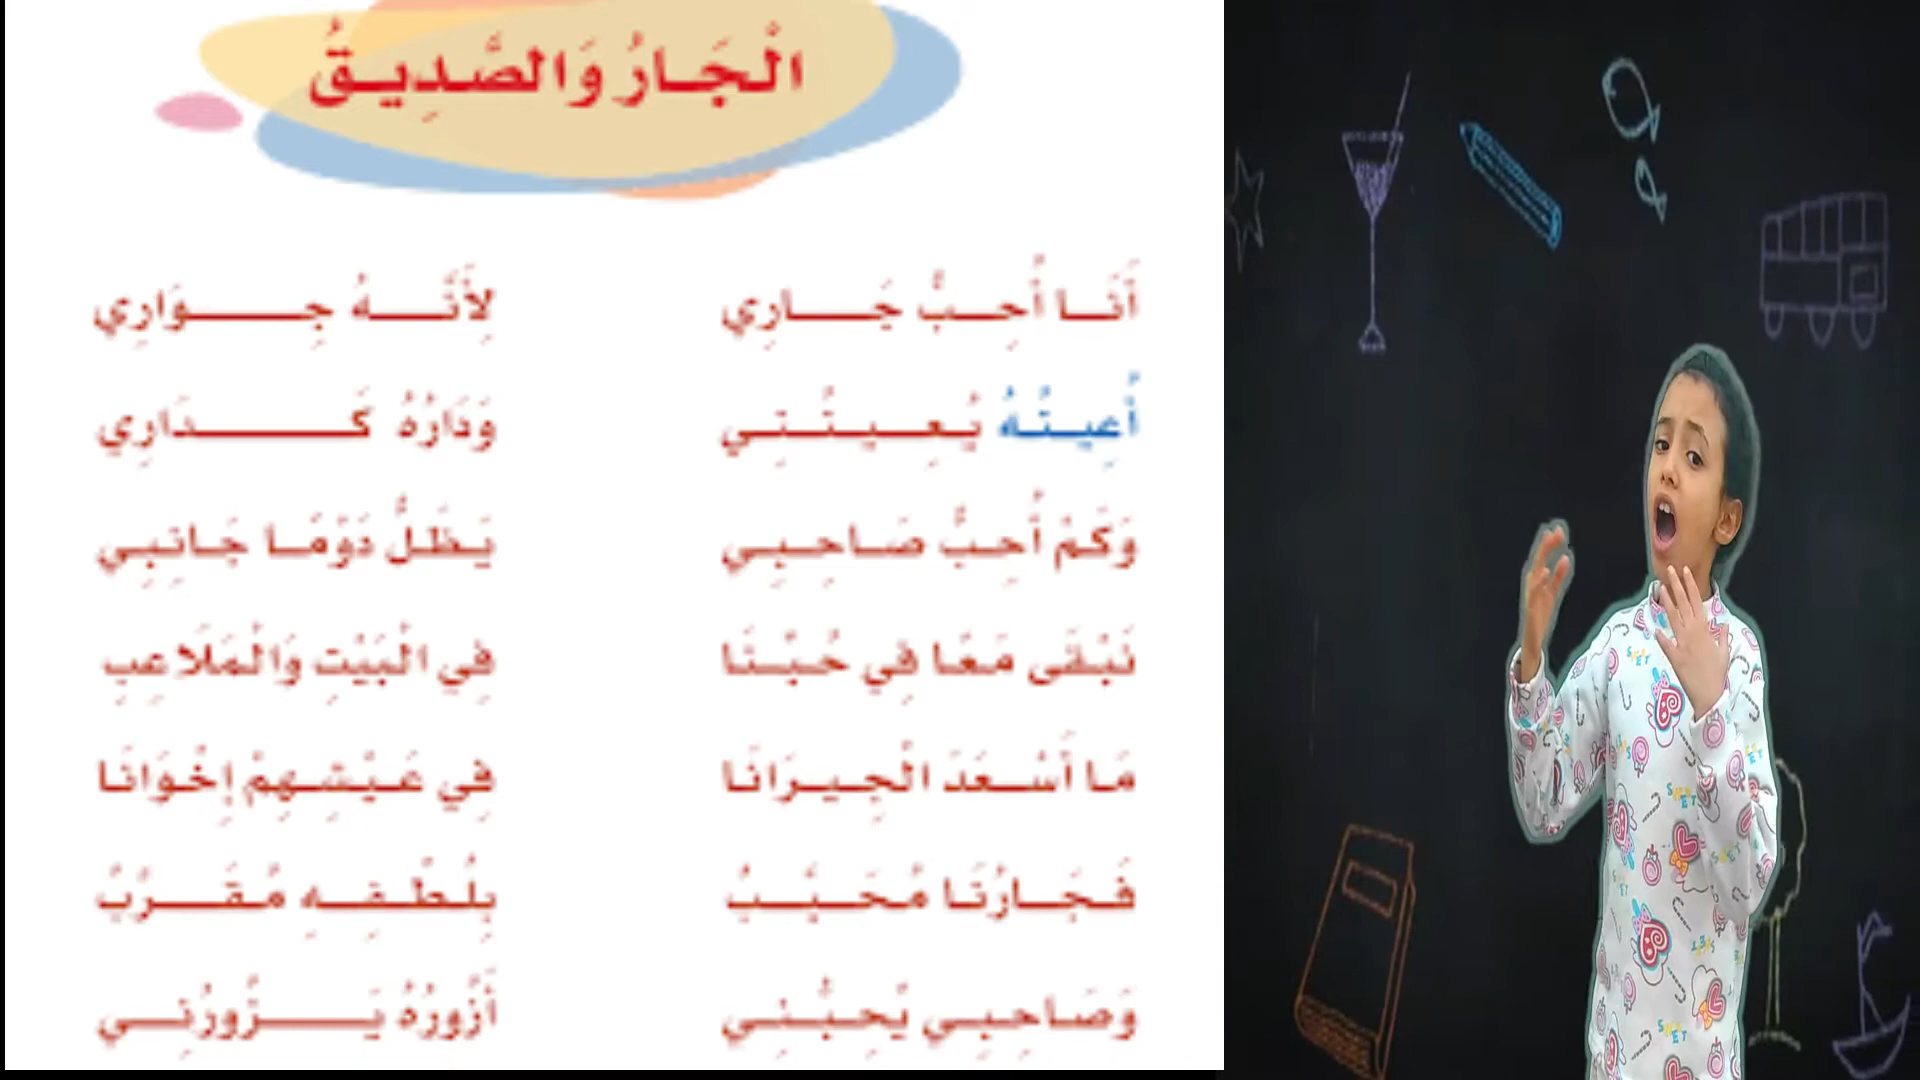 الْجَارُ وَالصَّدِيقُ
أَنَا أُحِبُّ جَارِي لِأَنَّهُ جِوَارِي
أُعِينُهُ يُعِينُنِي وَدَارُهُ كَدَارِي
وَكَمْ أُحِبُّ صَاحِبِي يَظَلُّ دَوْمًا جَانِبِي
نَبْقَى مَعًا فِي حُبِّنَا فِي الْبَيْتِ وَالْمَلَاعِبِ
مَا أَسْعَدَ الْجِيرَانَا فِي عَيْشِهِمْ إِخْوَانَا
فَجَارُنَا مُحَبَّبُ بِلُطْفِهِ مُقَرَّبُ
وَصَاحِبِي يُحِبُّنِي أَزُورُهُ يَزُورُنِي